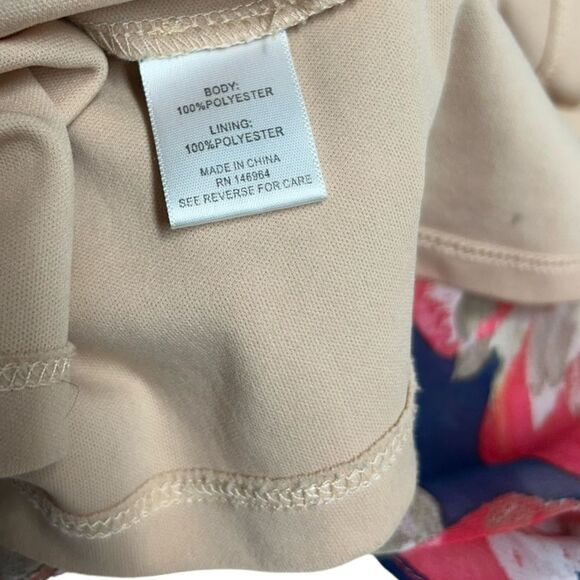 BODY:
100%POLYESTER
LINING:
100%POLYESTER
MADE IN CHINA
RN 146964
SEE REVERSE FOR CARE